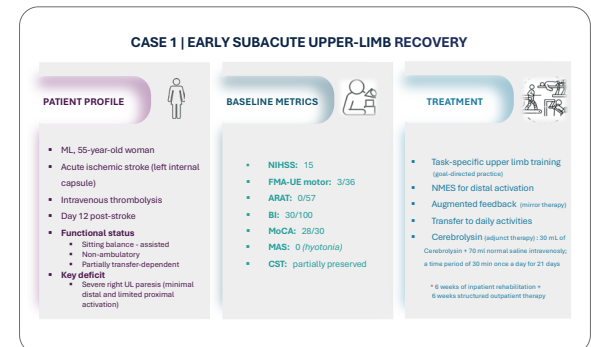 CASE 1 | EARLY SUBACUTE UPPER-LIMB RECOVERY
PATIENT PROFILE
ML, 55-year-old woman
Acute ischemic stroke (left internal
capsule)
Intravenous thrombolysis
Day 12 post-stroke
Functional status
Sitting balance - assisted
Non-ambulatory
Partially transfer-dependent
Key deficit
Severe right UL paresis (minimal
distal and limited proximal
activation)
BASELINE METRICS
NIHSS: 15
FMA-UE motor: 3/36
ARAT: 0/57
BI: 30/100
MoCA: 28/30
MAS: 0 (hyotonia)
CST: partially preserved
TREATMENT
Task-specific upper limb training
(goal-directed practice)
NMES for distal activation
Augmented feedback (mirror therapy)
Transfer to daily activities
Cerebrolysin (adjunct therapy) : 30 mL of
Cerebrolysin + 70 ml normal saline intravenosly;
a time period of 30 min once a day for 21 days
* 6 weeks of inpatient rehabilitation +
6 weeks structured outpatient therapy